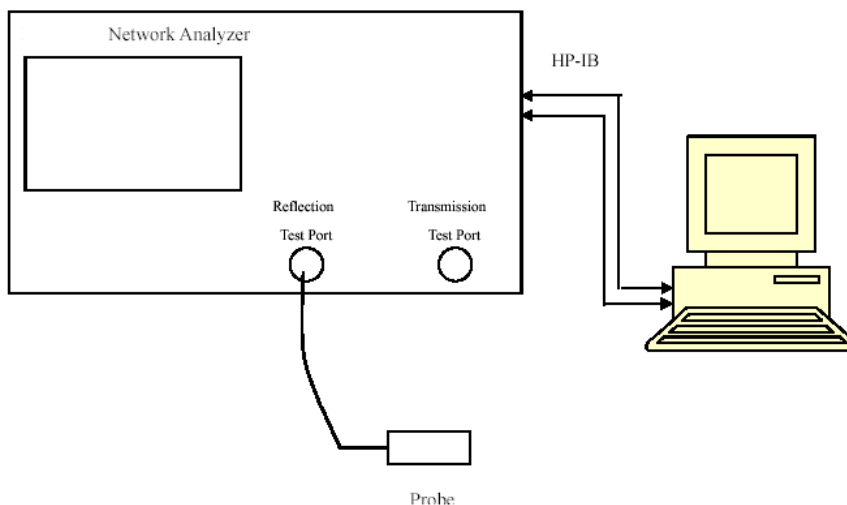 Network Analyzer
HP-IB
Reflection
Test Port
Transmission
Test Port
Probe